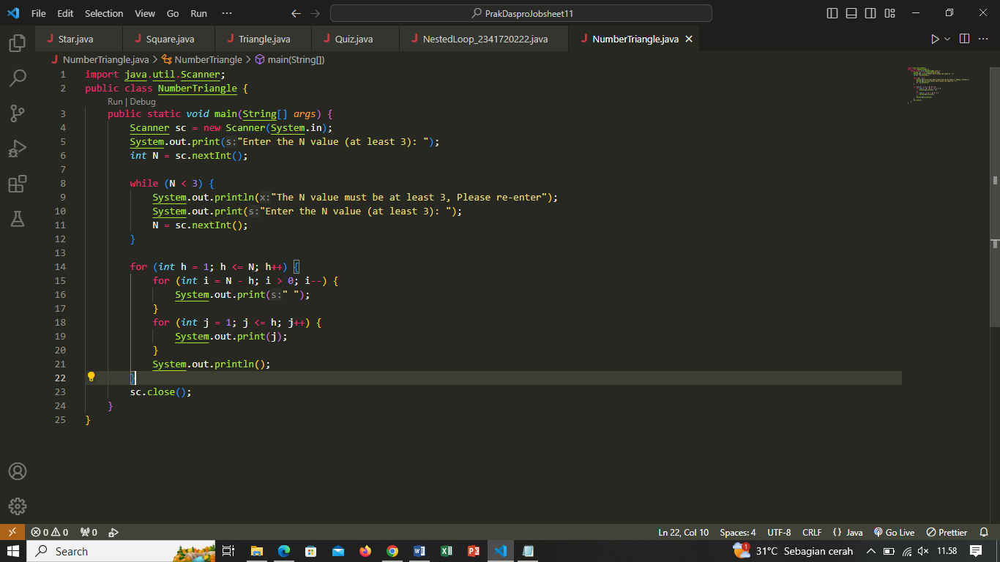 File Edit Selection View Go Run ··· PrakDasproJobsheet11
Star.java Square.java Triangle.java Quiz.java NestedLoop_2341720222.java NumberTriangle.java
NumberTriangle.java > NumberTriangle > main(String[])
1 import java.util.Scanner;
2 public class NumberTriangle {
Run | Debug
3 public static void main(String[] args) {
4 Scanner sc = new Scanner(System.in);
5 System.out.print(s:"Enter the N value (at least 3): ");
6 int N = sc.nextInt();
7
8 while (N < 3) {
9 System.out.println(x:"The N value must be at least 3, Please re-enter");
10 System.out.print(s:"Enter the N value (at least 3): ");
11 N = sc.nextInt();
12 }
13
14 for (int h = 1; h <= N; h++) {
15 for (int i = N - h; i > 0; i--) {
16 System.out.print(s:" ");
17 }
18 for (int j = 1; j <= h; j++) {
19 System.out.print(j);
20 }
21 System.out.println();
22 }
23 sc.close();
24 }
25 }
0 0 0 Ln 22, Col 10 Spaces: 4 UTF-8 CRLF {} Java Go Live Prettier
Search 1 31°C Sebagian cerah 11.58